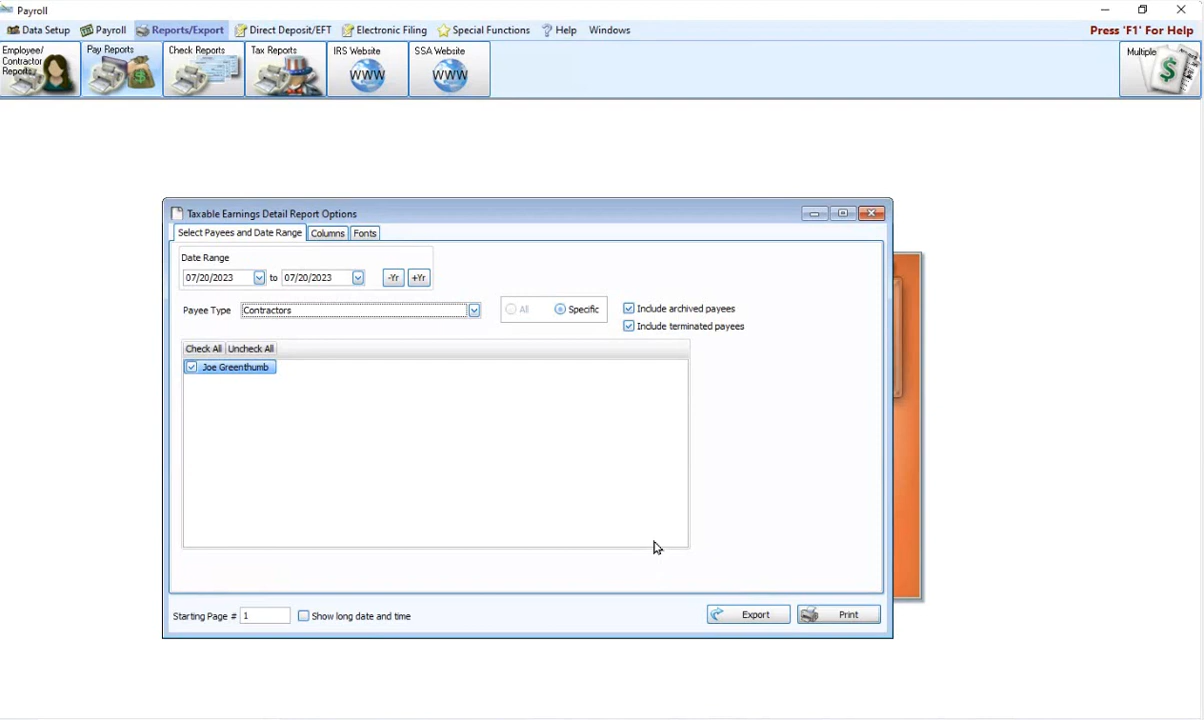 Payroll
Data Setup Payroll Reports/Export Direct Deposit/EFT Electronic Filing Special Functions Help Windows Press 'F1' For Help
Employee/
Contractor
Reports
Pay Reports Check Reports Tax Reports IRS Website SSA Website Multiple
WWW WWW
Taxable Earnings Detail Report Options
Select Payees and Date Range Columns Fonts
Date Range
07/20/2023 to 07/20/2023 -Yr +Yr
Payee Type Contractors All Specific Include archived payees
Include terminated payees
Check All Uncheck All
Joe Greenthumb
Starting Page # 1 Show long date and time Export Print